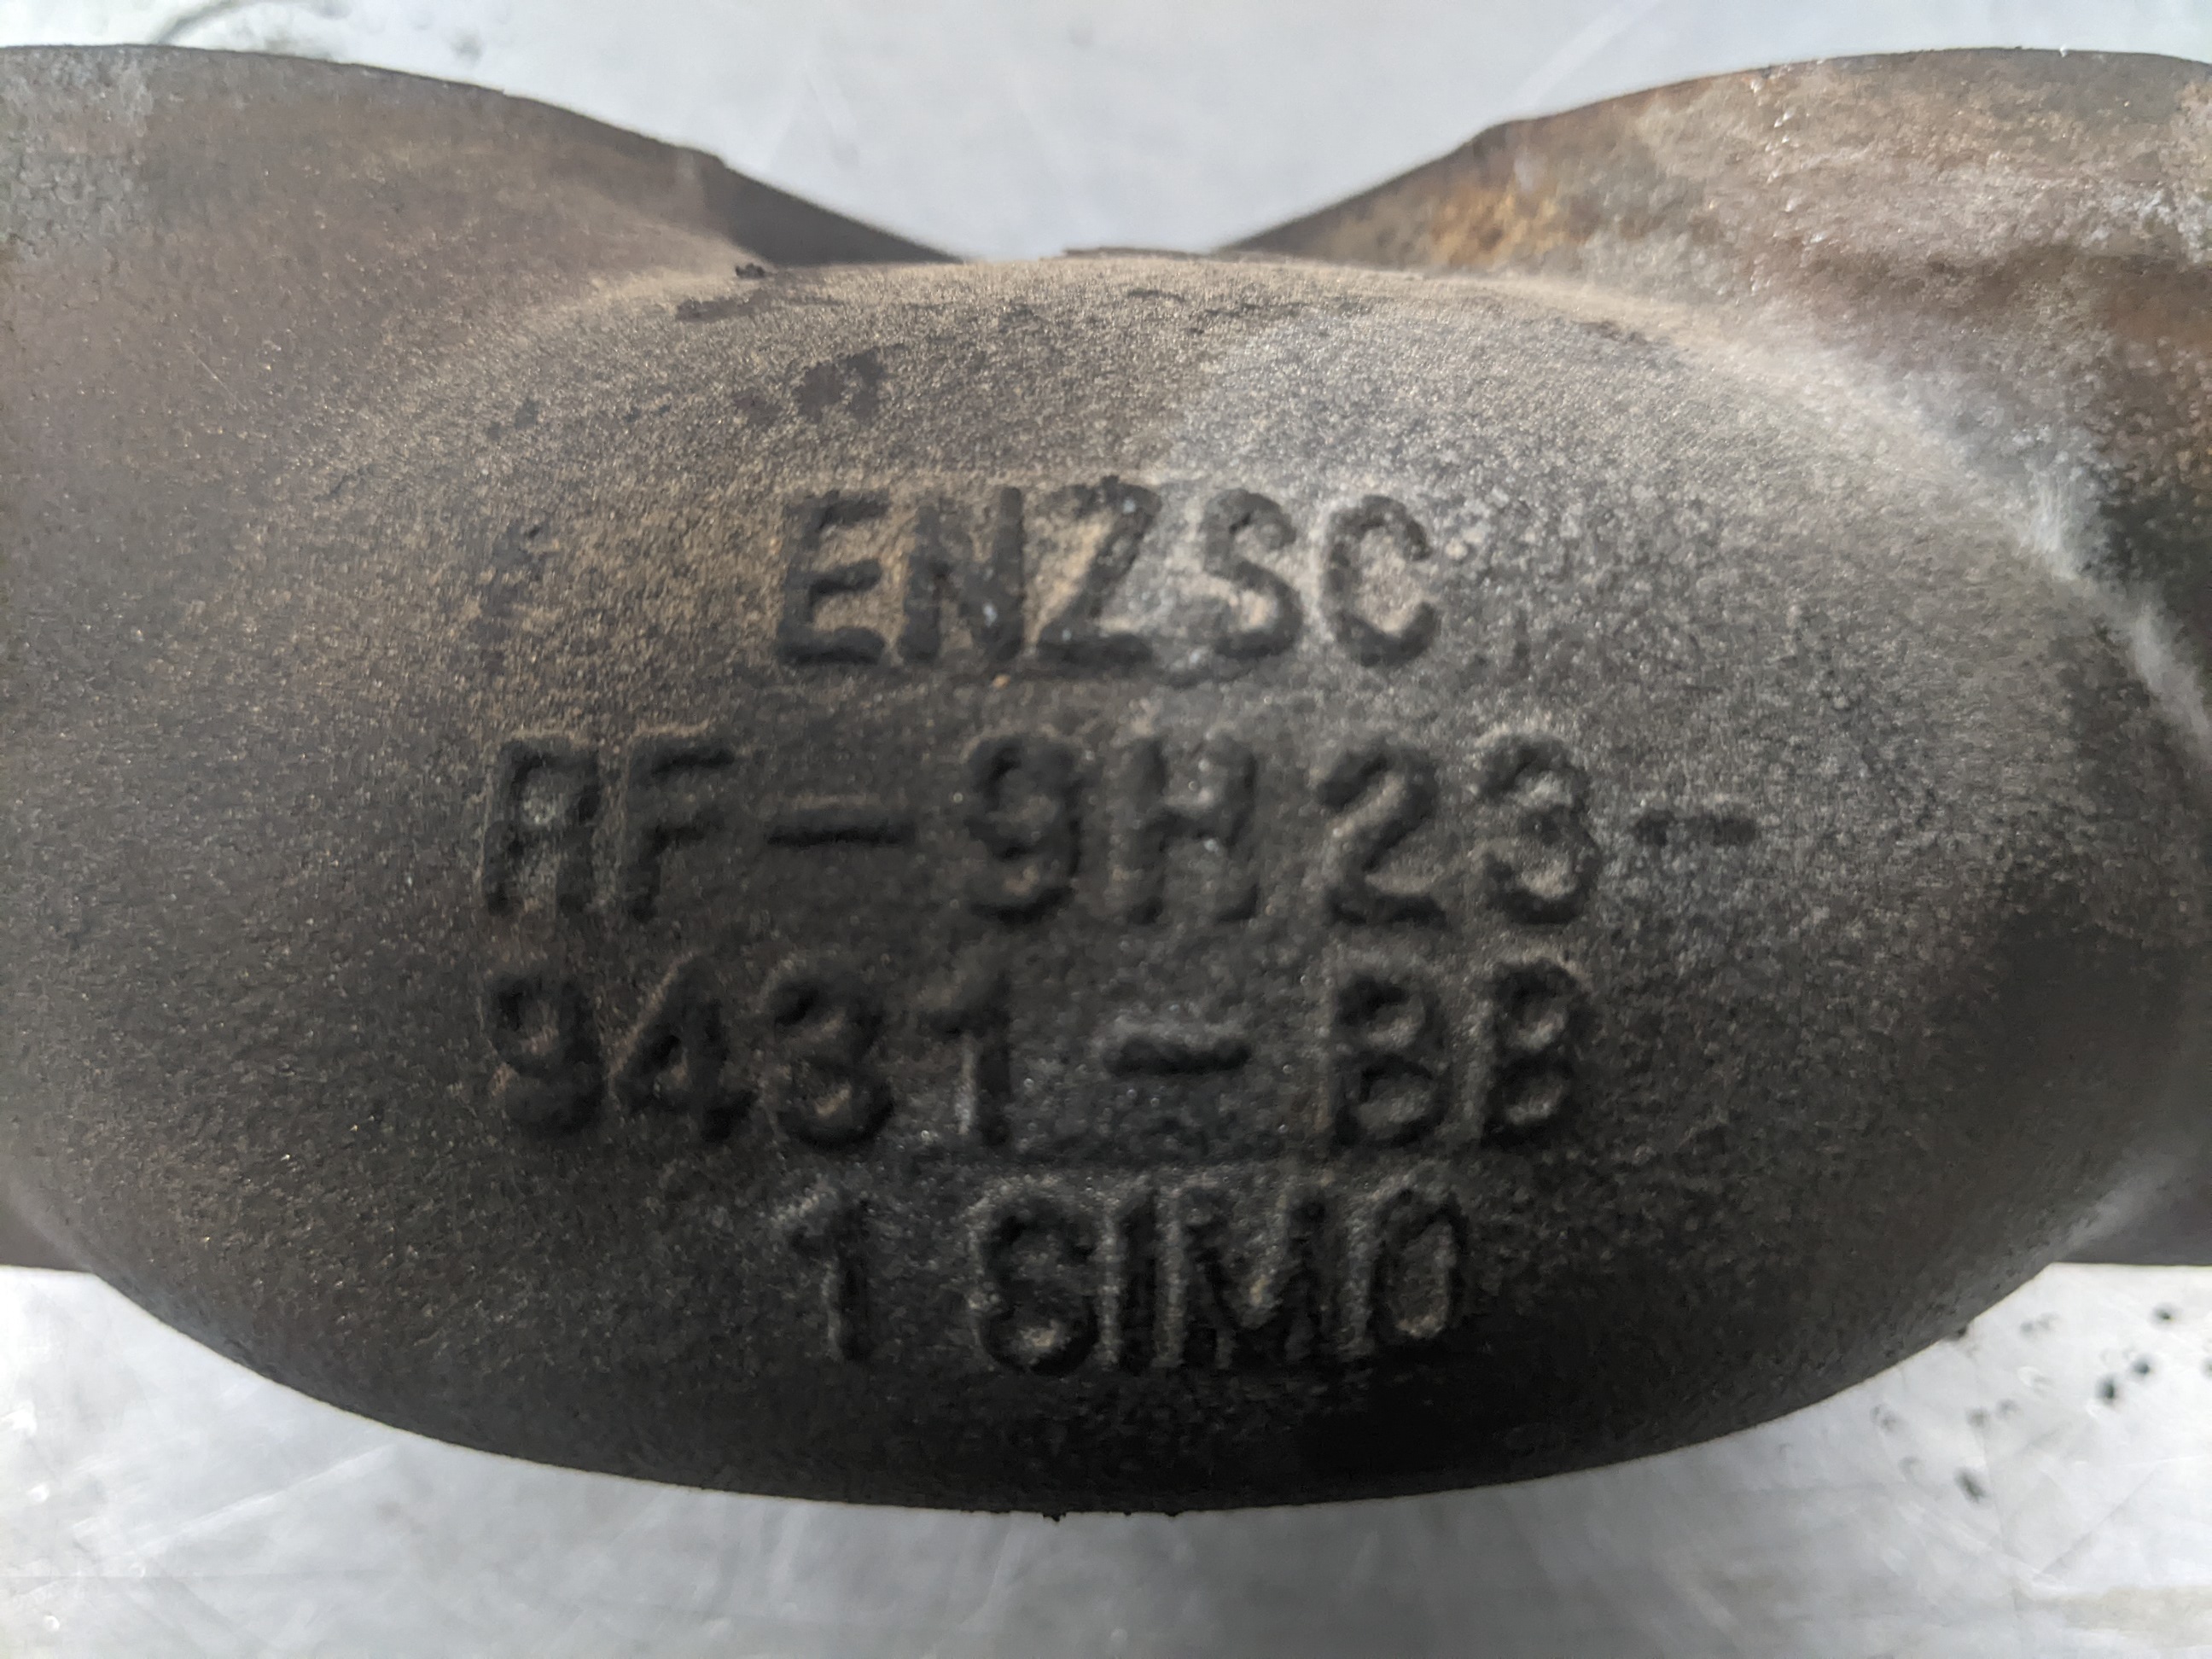 ENZSC
RF-9H23-
9431-BB
1 SIMO